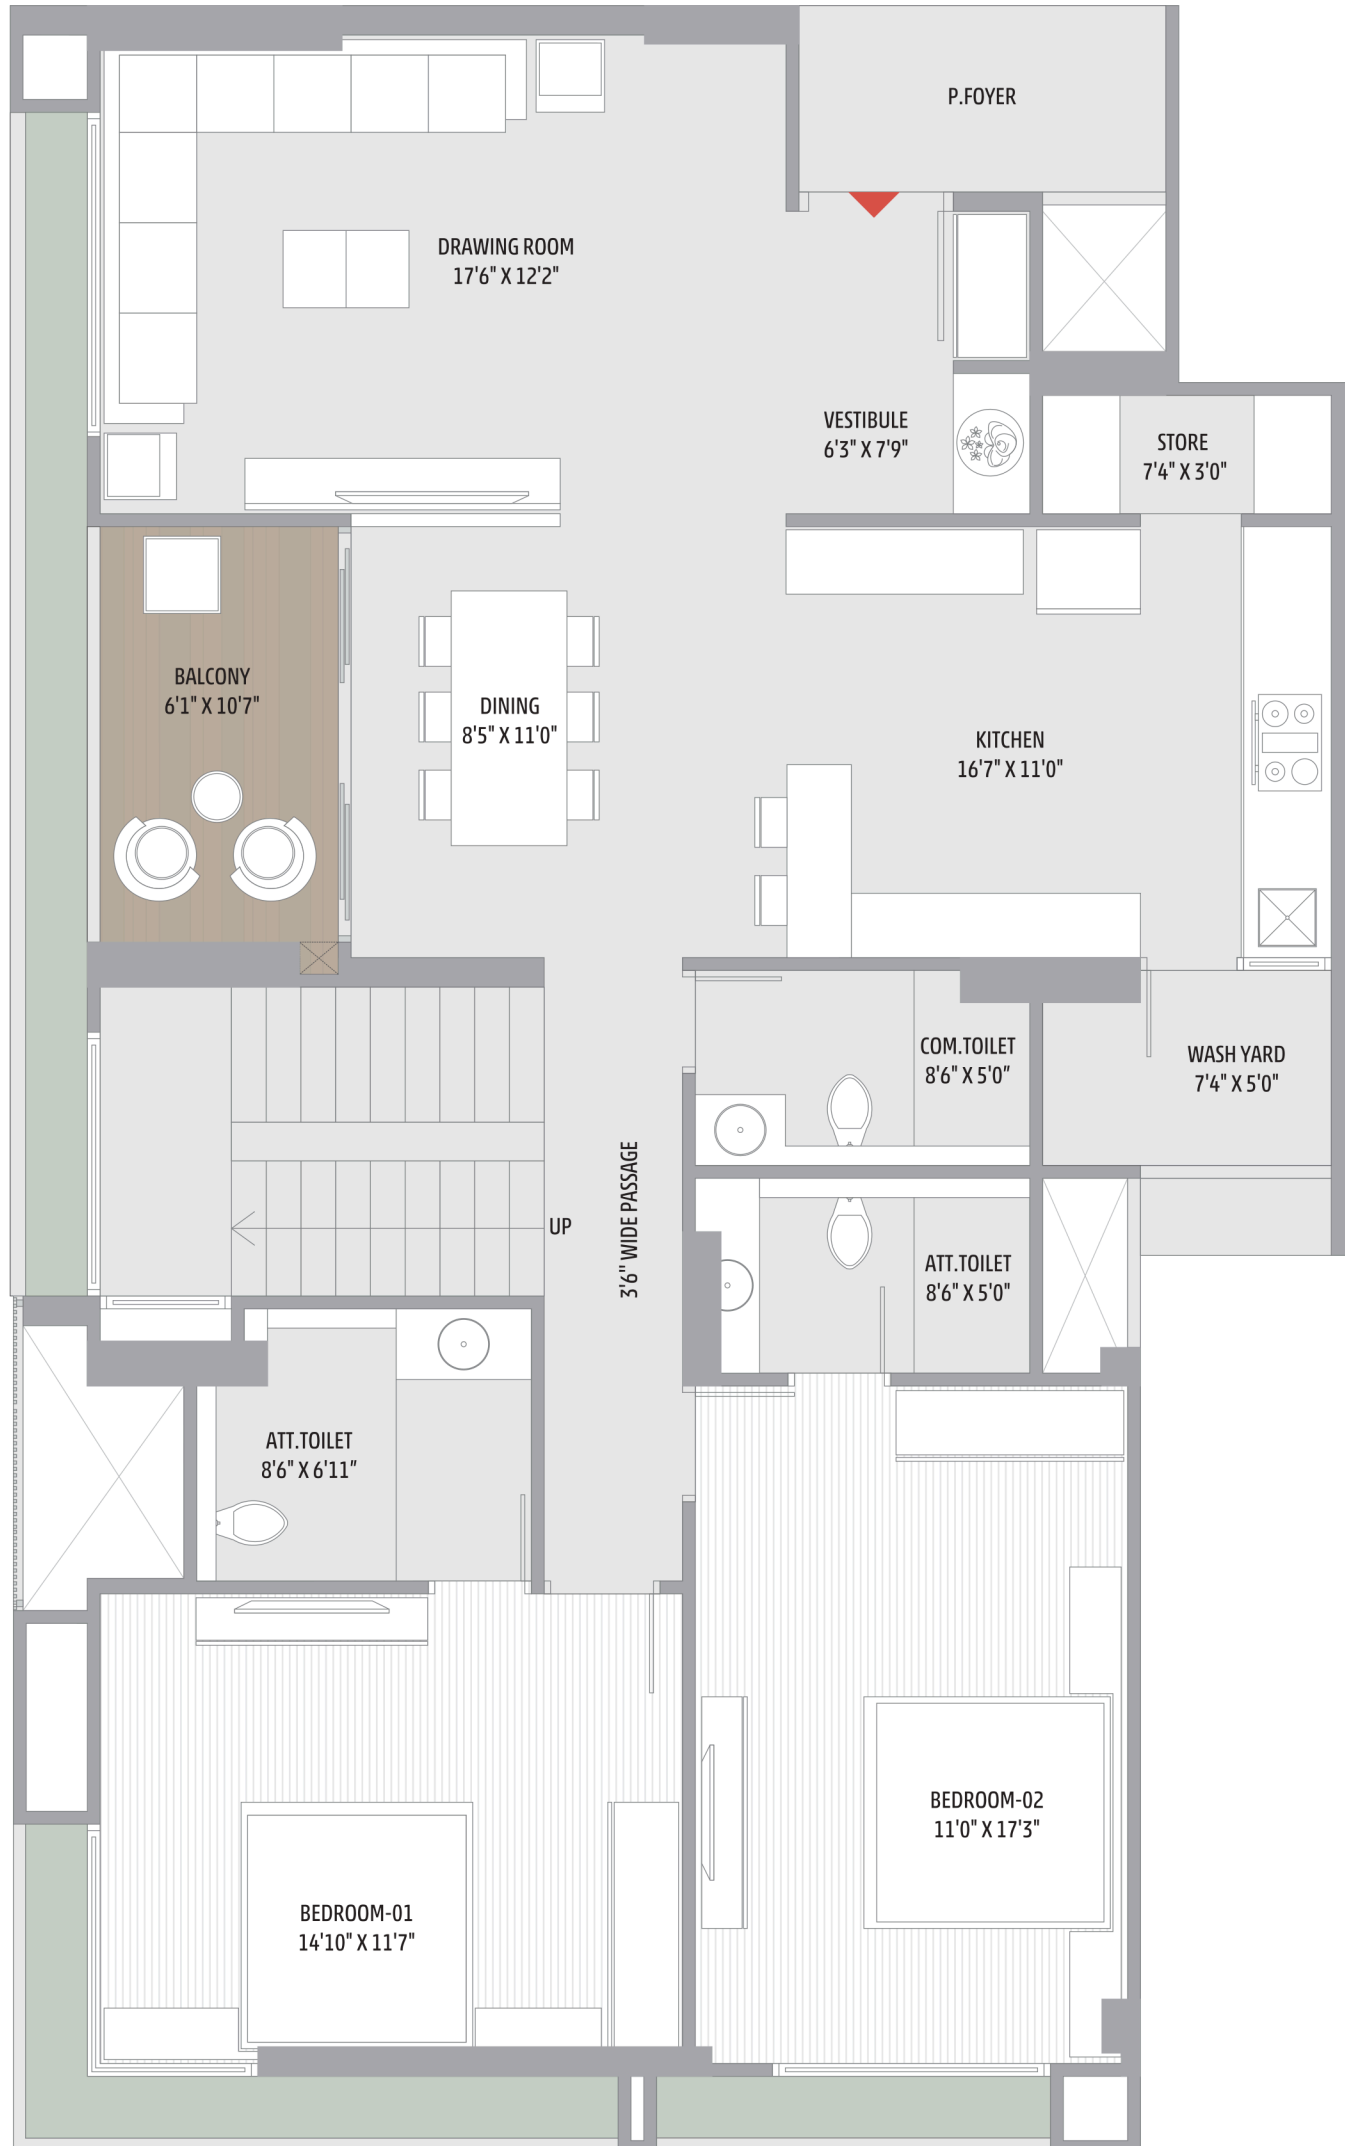 P.FOYER
DRAWING ROOM
17'6" X 12'2"
VESTIBULE
6'3" X 7'9"
STORE
7'4" X 3'0"
BALCONY
6'1" X 10'7"
DINING
8'5" X 11'0"
KITCHEN
16'7" X 11'0"
COM.TOILET
8'6" X 5'0"
WASH YARD
7'4" X 5'0"
3'6" WIDE PASSAGE
UP
ATT.TOILET
8'6" X 5'0"
ATT.TOILET
8'6" X 6'11"
BEDROOM-02
11'0" X 17'3"
BEDROOM-01
14'10" X 11'7"